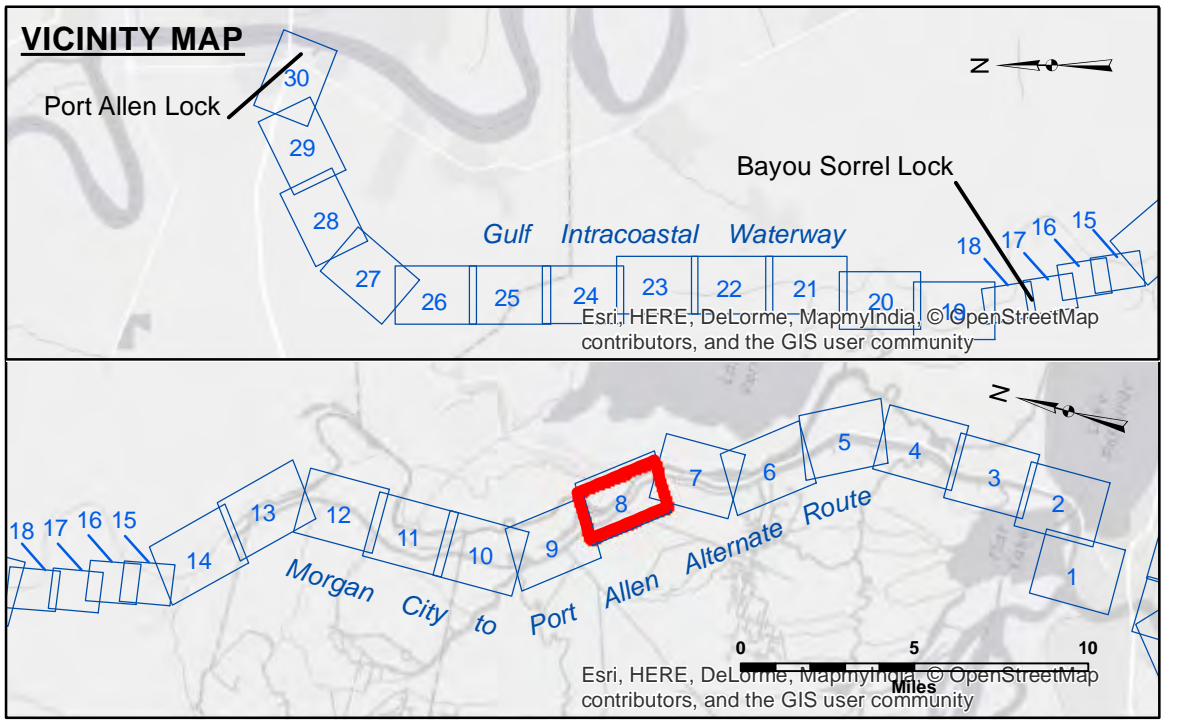 VICINITY MAP
N
30
Port Allen Lock
29
Bayou Sorrel Lock
28
Gulf Intracoastal Waterway
18
17
16
15
27
26
25
24
23
22
21
20
19
Esri, HERE, DeLorme, MapmyIndia, © OpenStreetMap
contributors, and the GIS user community
N
18
17
16
15
14
13
12
11
10
9
8
7
6
5
4
3
2
1
Morgan City to Port Allen Alternate Route
0 5 10
Miles
Esri, HERE, DeLorme, MapmyIndia, © OpenStreetMap
contributors, and the GIS user community